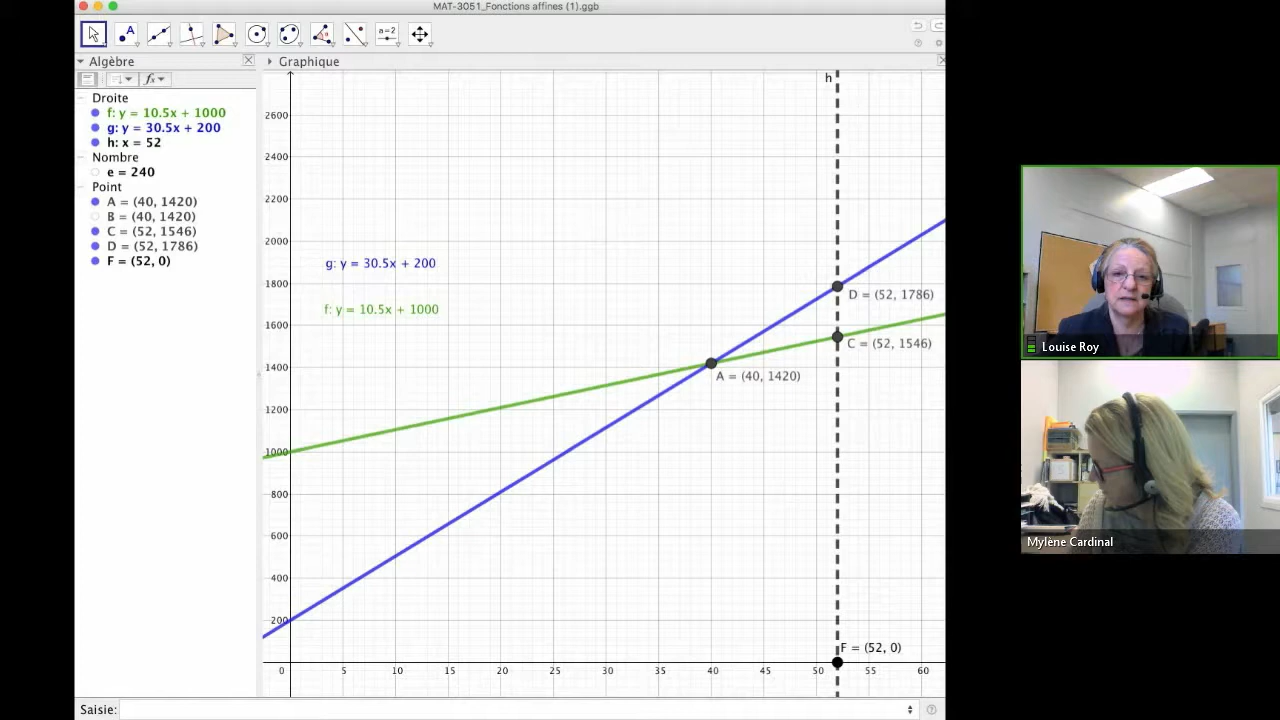 MAT-3051_Fonctions affines (1).ggb
A
a=2
Algèbre
Graphique
fx
Droite
f: y = 10.5x + 1000
g: y = 30.5x + 200
h: x = 52
Nombre
e = 240
Point
A = (40, 1420)
B = (40, 1420)
C = (52, 1546)
D = (52, 1786)
F = (52, 0)
h
2600
2400
2200
2000
1800
1600
1400
1200
1000
800
600
400
200
g: y = 30.5x + 200
f: y = 10.5x + 1000
D = (52, 1786)
C = (52, 1546)
A = (40, 1420)
F = (52, 0)
0 5 10 15 20 25 30 35 40 45 50 55 60
Saisie:
Louise Roy
Mylene Cardinal